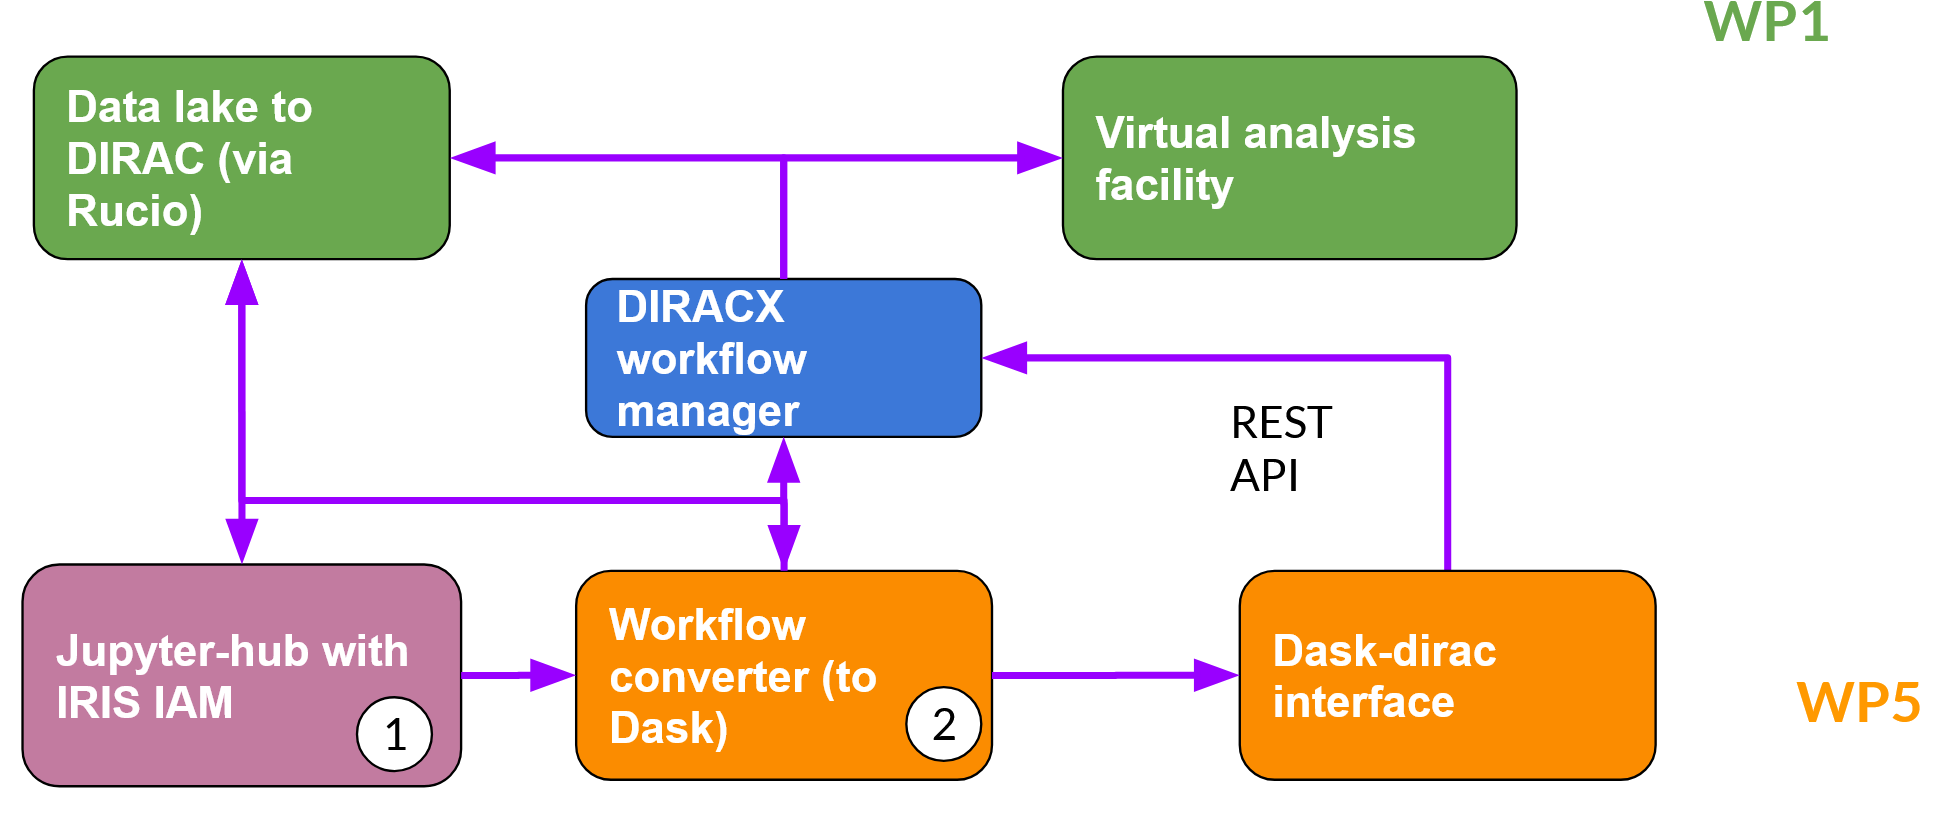 WP1
Data lake to
DIRAC (via
Rucio)
Virtual analysis
facility
DIRACX
workflow
manager
REST
API
Jupyter-hub with
IRIS IAM
1
Workflow
converter (to
Dask)
2
Dask-dirac
interface
WP5